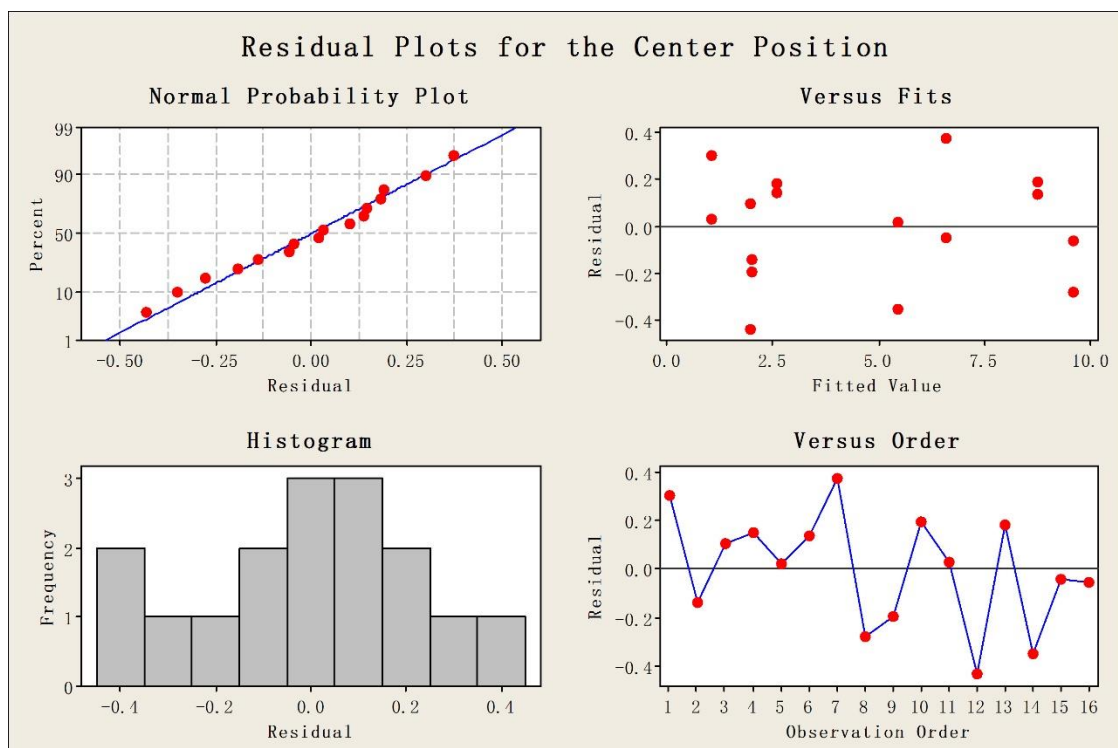 Residual Plots for the Center Position
Normal Probability Plot
99
90
50
10
1
Percent
-0.50 -0.25 0.00 0.25 0.50
Residual
Versus Fits
0.4
0.2
0.0
-0.2
-0.4
Residual
0.0 2.5 5.0 7.5 10.0
Fitted Value
Histogram
3
2
1
0
Frequency
-0.4 -0.2 0.0 0.2 0.4
Residual
Versus Order
0.4
0.2
0.0
-0.2
-0.4
Residual
1 2 3 4 5 6 7 8 9 10 11 12 13 14 15 16
Observation Order